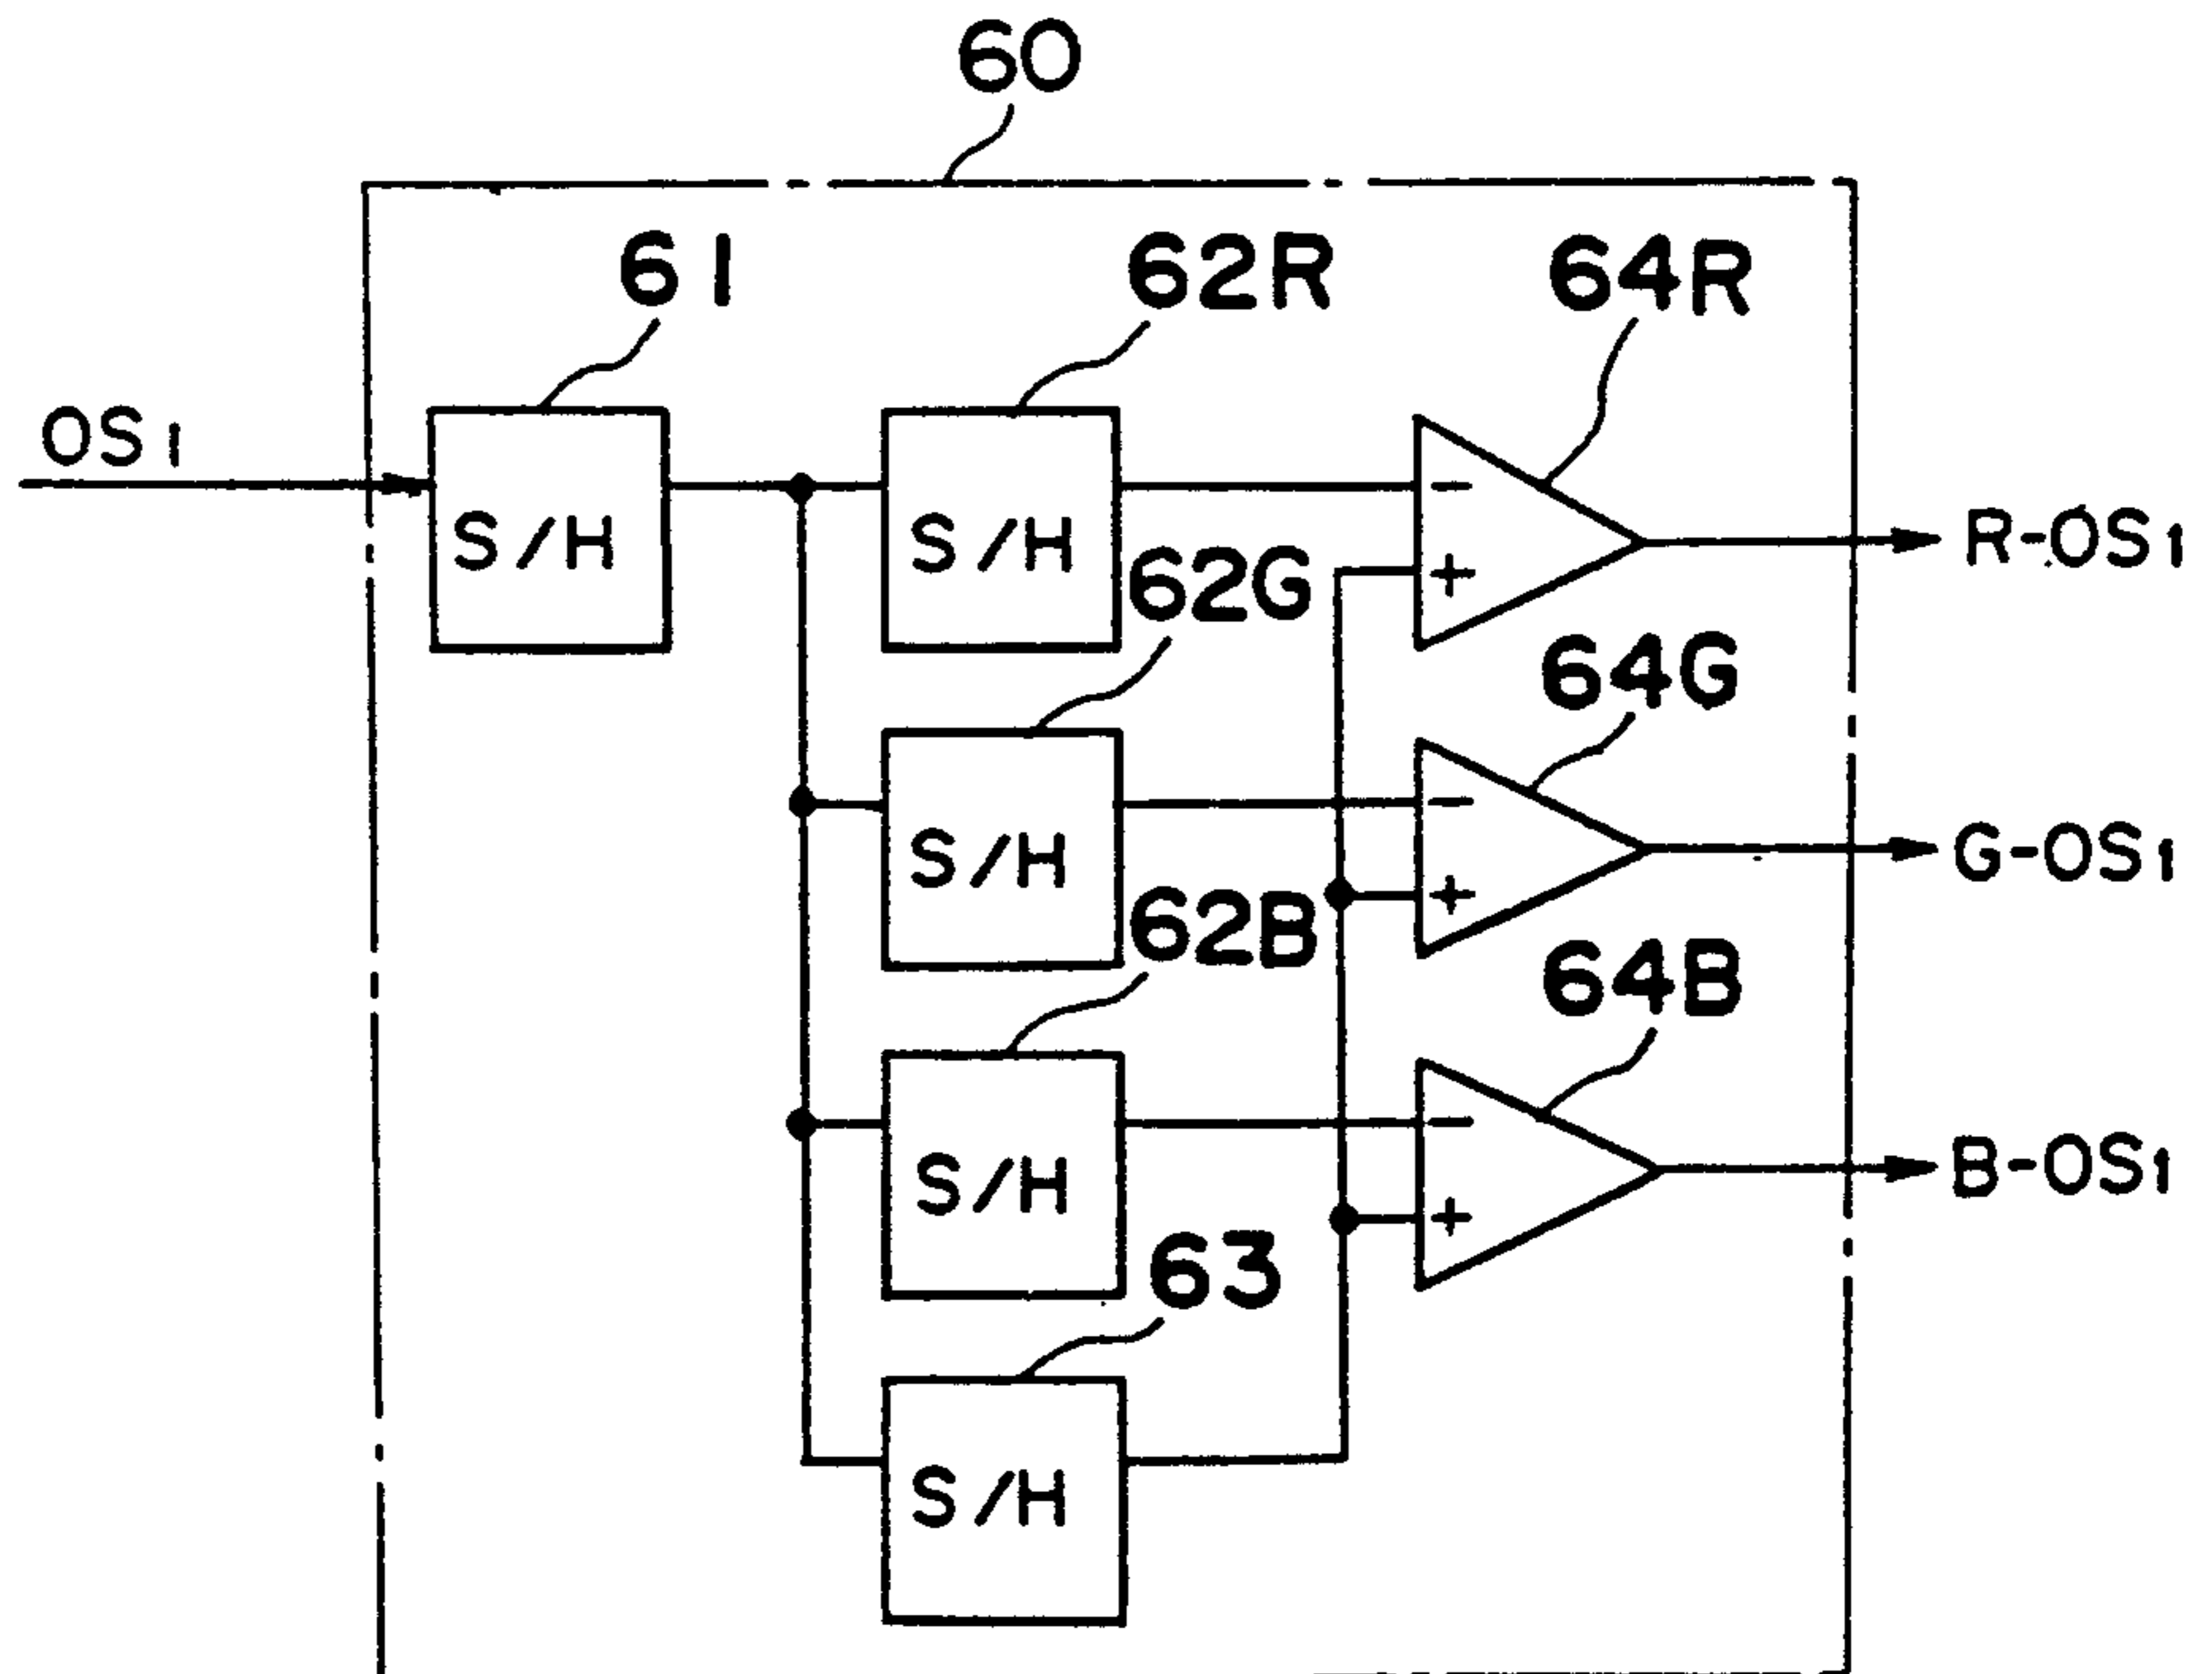 60
61
62R
64R
OS1
S/H
S/H
-
+
R-OS1
62G
64G
S/H
-
+
G-OS1
62B
64B
S/H
-
+
B-OS1
63
S/H